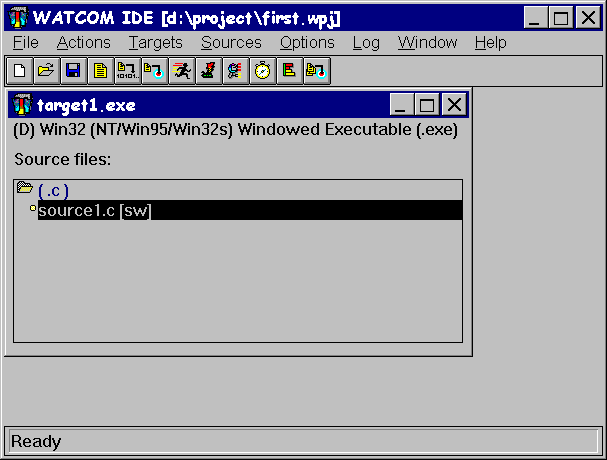 WATCOM IDE [d:\project\first.wpj]
File Actions Targets Sources Options Log Window Help
target1.exe
(D) Win32 (NT/Win95/Win32s) Windowed Executable (.exe)
Source files:
( .c )
source1.c [sw]
Ready